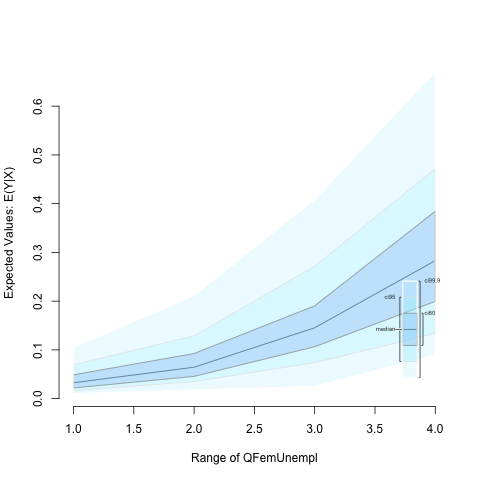 Expected Values: E(Y|X)
0.6
0.5
0.4
0.3
0.2
0.1
0.0
ci99.9
ci95
ci80
median
1.0 1.5 2.0 2.5 3.0 3.5 4.0
Range of QFemUnempl